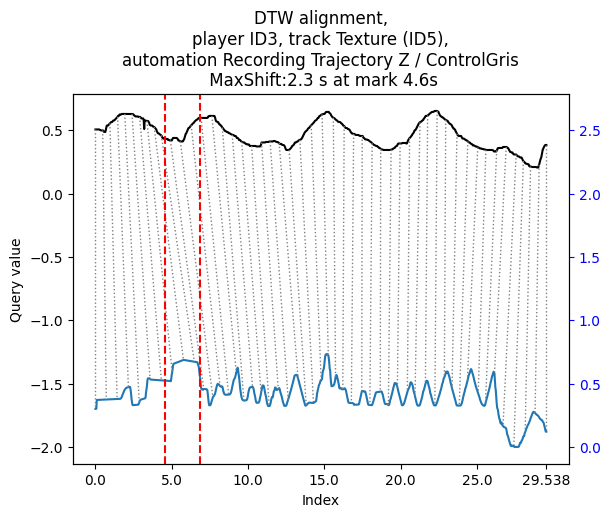 DTW alignment,
player ID3, track Texture (ID5),
automation Recording Trajectory Z / ControlGris
MaxShift:2.3 s at mark 4.6s
0.5
0.0
−0.5
−1.0
−1.5
−2.0
Query value
2.5
2.0
1.5
1.0
0.5
0.0
0.0 5.0 10.0 15.0 20.0 25.0 29.538
Index